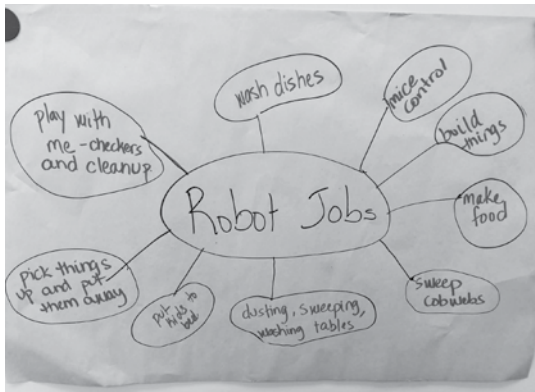 wash dishes
mice
control
build
things
make
food
sweep
cobwebs
dusting, sweeping,
washing tables
put
kids to
bed
pick things
up and put
them away
play with
me - checkers
and cleanup
Robot Jobs